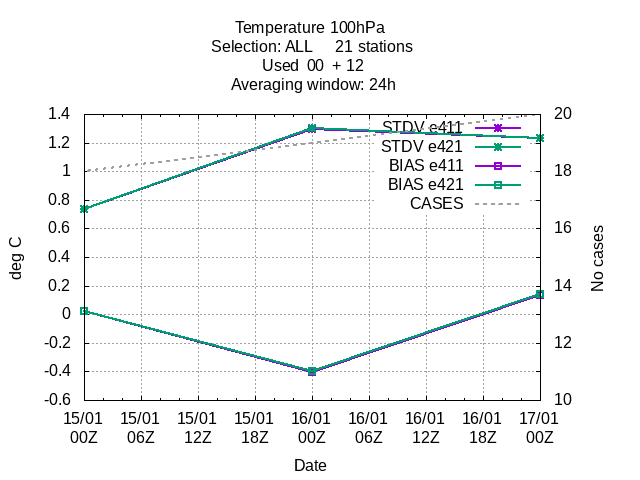 Temperature 100hPa
Selection: ALL 21 stations
Used 00 + 12
Averaging window: 24h
1.4
1.2
1
0.8
0.6
0.4
0.2
0
-0.2
-0.4
-0.6
deg C
20
18
16
14
12
10
No cases
STDV e411
STDV e421
BIAS e411
BIAS e421
CASES
15/01 15/01 15/01 15/01 16/01 16/01 16/01 16/01 17/01
00Z 06Z 12Z 18Z 00Z 06Z 12Z 18Z 00Z
Date